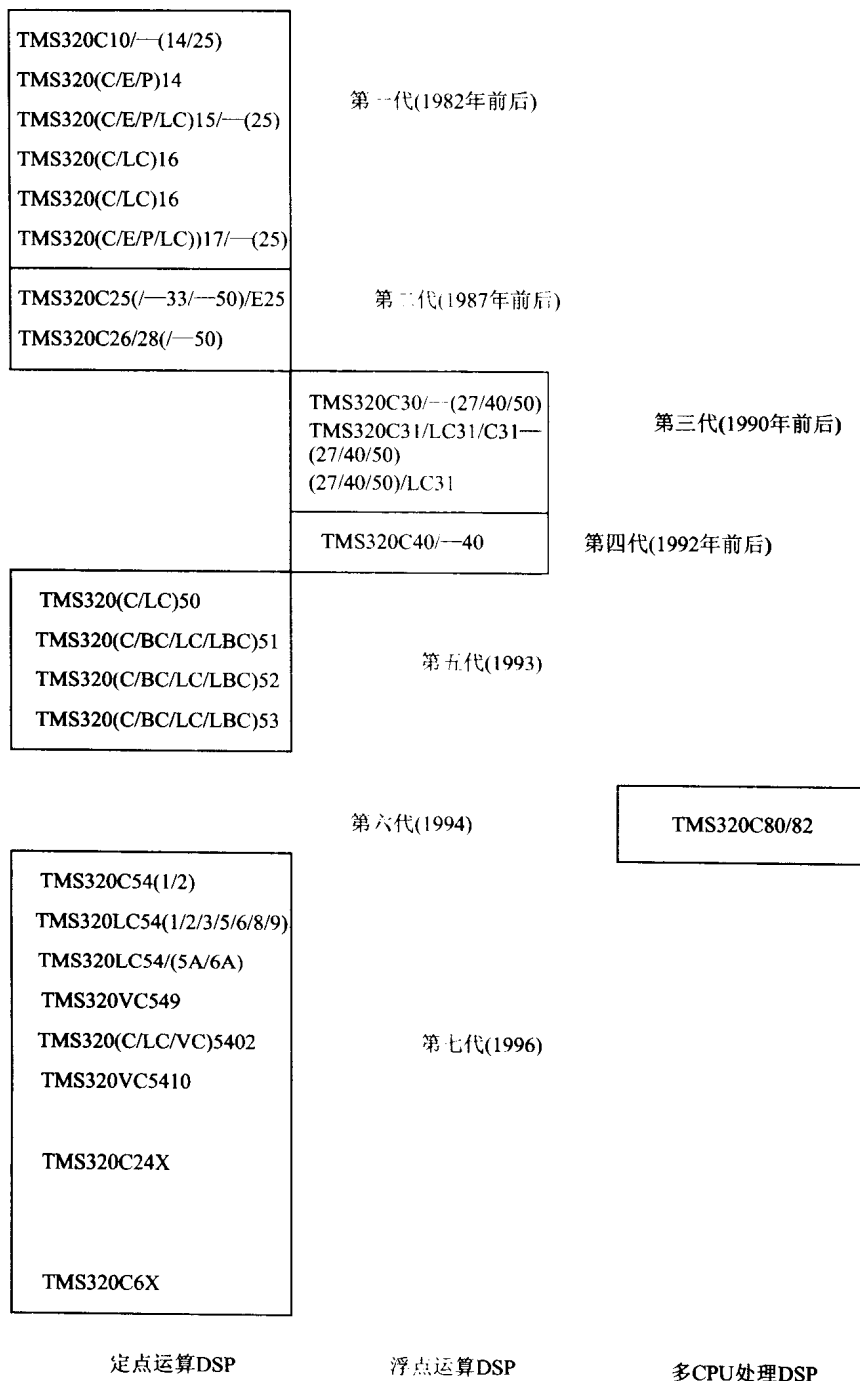 TMS320C10/—(14/25)
TMS320(C/E/P)14
第一代(1982年前后)
TMS320(C/E/P/LC)15/—(25)
TMS320(C/LC)16
TMS320(C/LC)16
TMS320(C/E/P/LC))17/—(25)
TMS320C25(/—33/—50)/E25
第二代(1987年前后)
TMS320C26/28(/—50)
TMS320C30/—(27/40/50)
第三代(1990年前后)
TMS320C31/LC31/C31—
(27/40/50)
(27/40/50)/LC31
TMS320C40/—40
第四代(1992年前后)
TMS320(C/LC)50
TMS320(C/BC/LC/LBC)51
第五代(1993)
TMS320(C/BC/LC/LBC)52
TMS320(C/BC/LC/LBC)53
第六代(1994)
TMS320C80/82
TMS320C54(1/2)
TMS320LC54(1/2/3/5/6/8/9)
TMS320LC54/(5A/6A)
TMS320VC549
TMS320(C/LC/VC)5402
第七代(1996)
TMS320VC5410
TMS320C24X
TMS320C6X
定点运算DSP
浮点运算DSP
多CPU处理DSP